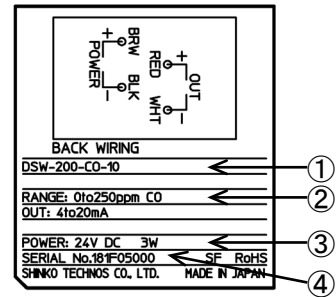 + BRW
POWER
- BLK
+ RED
OUT
- WHT
BACK WIRING
DSW-200-CO-10
①
RANGE: 0to250ppm CO
②
OUT: 4to20mA
POWER: 24V DC 3W
③
SERIAL No.181F05000 SF RoHS
④
SHINKO TECHNOS CO., LTD. MADE IN JAPAN